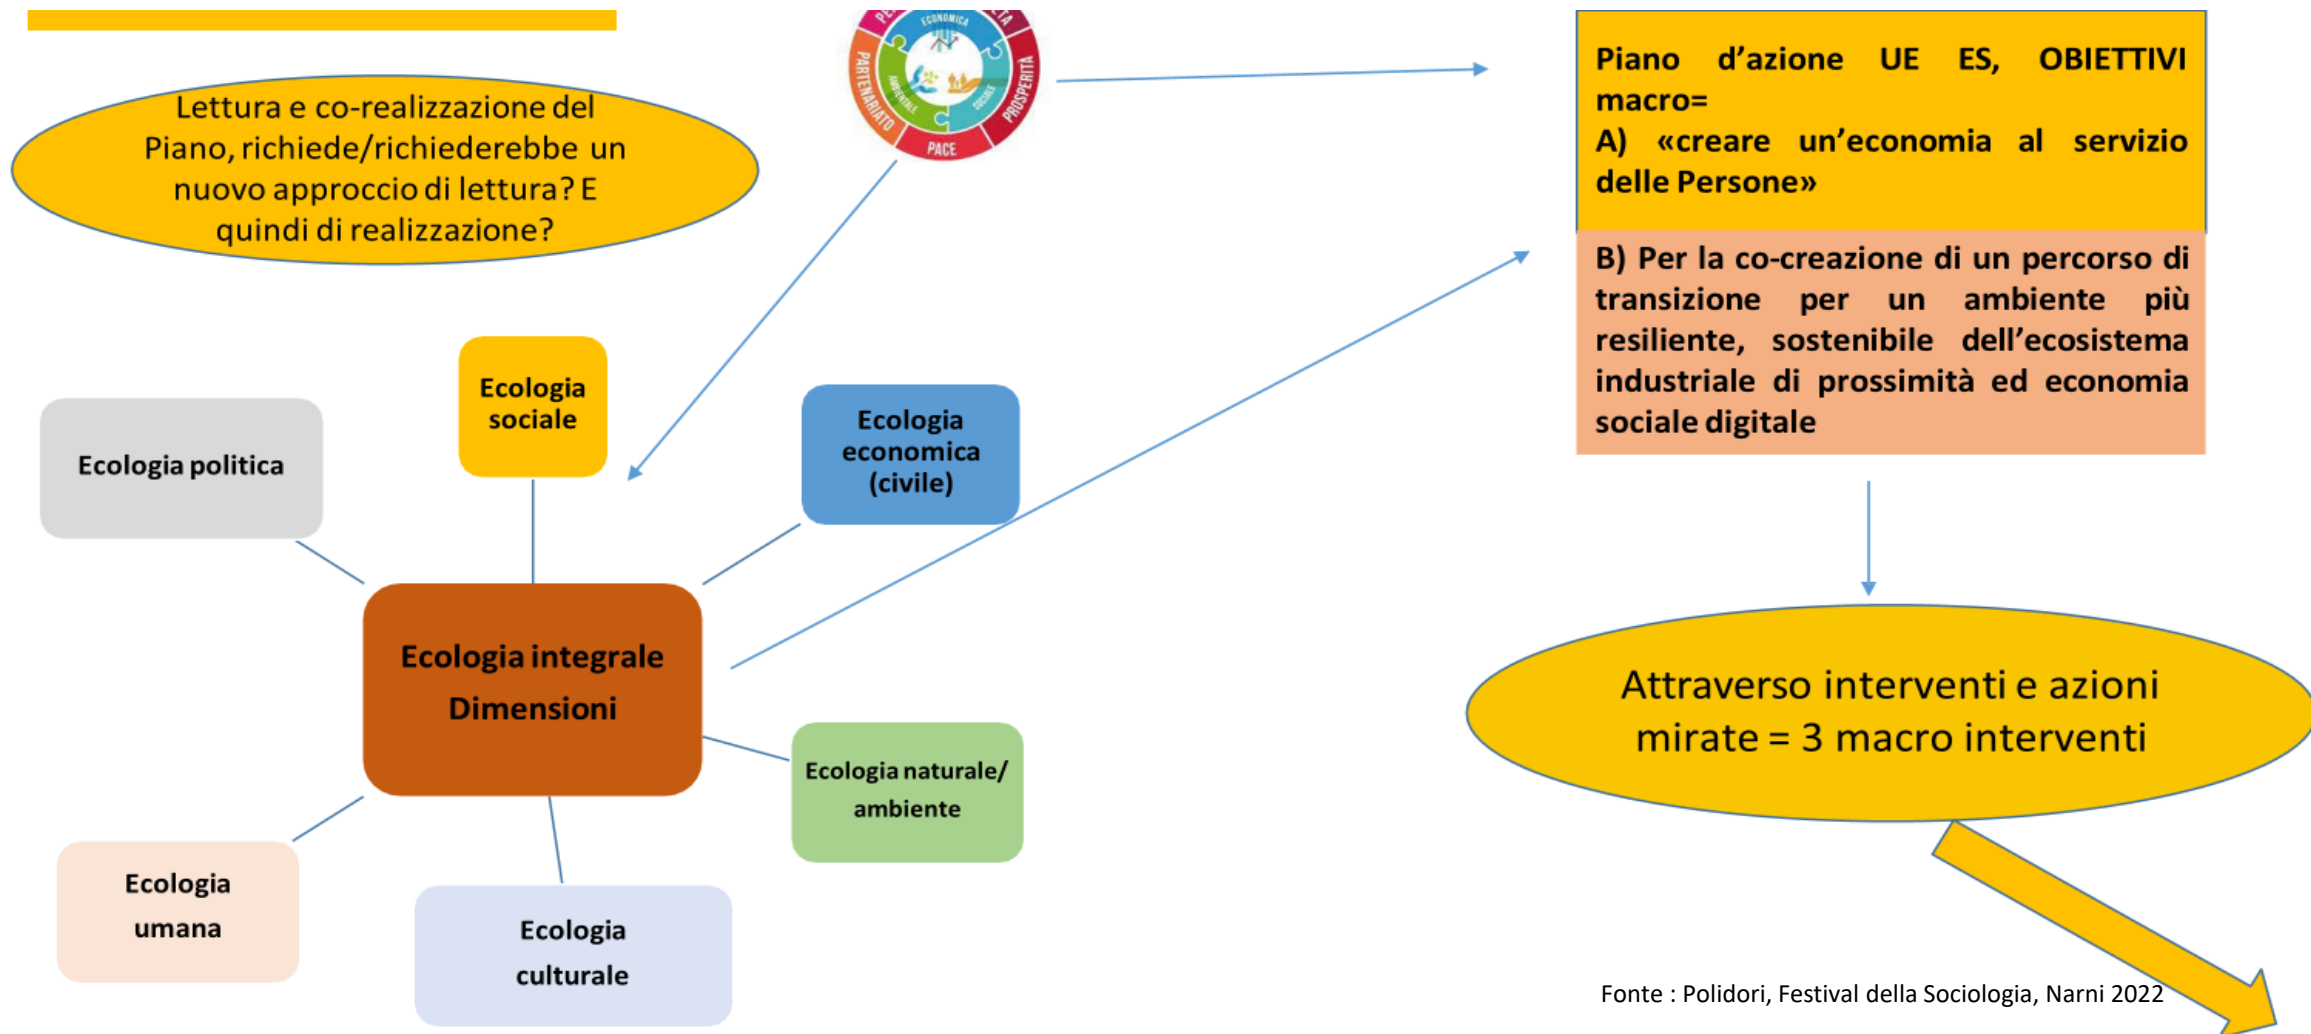 ECONOMICA
AMBIENTALE
SOCIALE
PARTENARIATO
PROSPERITÀ
PACE
Lettura e co-realizzazione del
Piano, richiede/richiederebbe un
nuovo approccio di lettura? E
quindi di realizzazione?
Piano d’azione UE ES, OBIETTIVI
macro=
A) «creare un’economia al servizio
delle Persone»
B) Per la co-creazione di un percorso di
transizione per un ambiente più
resiliente, sostenibile dell’ecosistema
industriale di prossimità ed economia
sociale digitale
Ecologia
sociale
Ecologia politica
Ecologia
economica
(civile)
Ecologia integrale
Dimensioni
Ecologia naturale/
ambiente
Ecologia
umana
Ecologia
culturale
Attraverso interventi e azioni
mirate = 3 macro interventi
Fonte : Polidori, Festival della Sociologia, Narni 2022